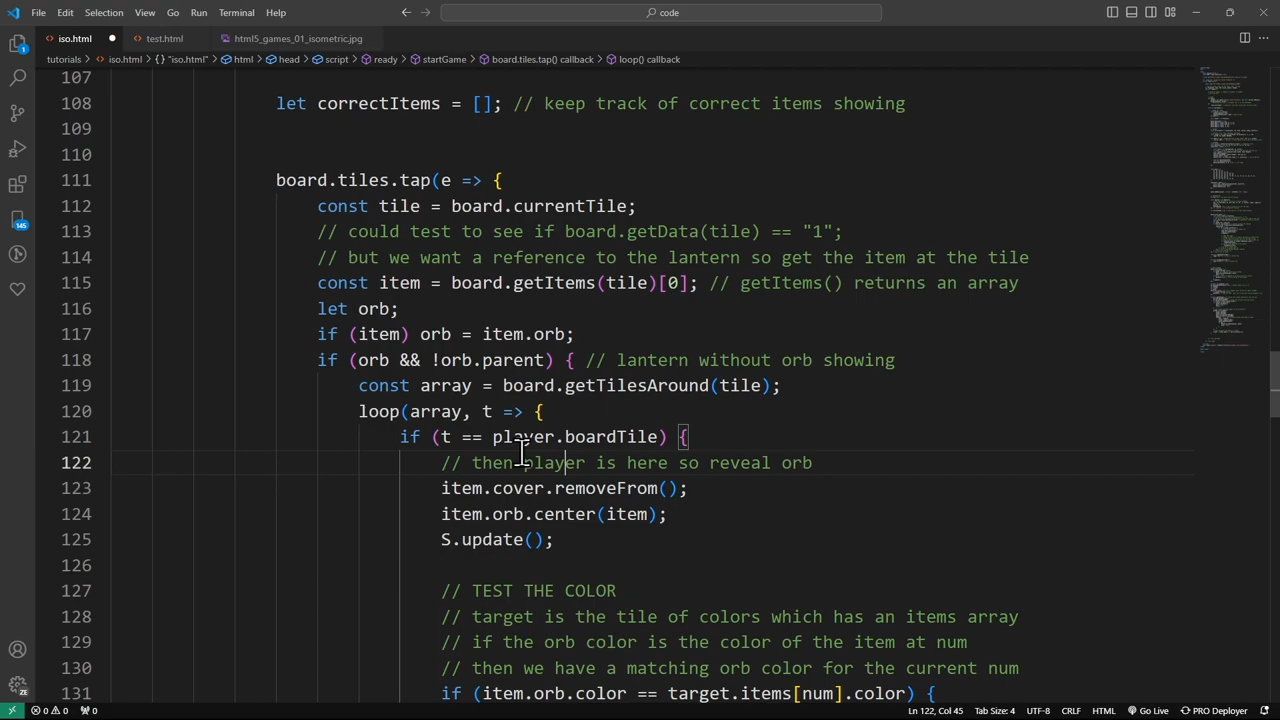 File Edit Selection View Go Run Terminal Help
code
iso.html
test.html
html5_games_01_isometric.jpg
tutorials > iso.html > "iso.html" > html > head > script > ready > startGame > board.tiles.tap() callback > loop() callback
107
108 let correctItems = []; // keep track of correct items showing
109
110
111 board.tiles.tap(e => {
112 const tile = board.currentTile;
113 // could test to see if board.getData(tile) == "1";
114 // but we want a reference to the lantern so get the item at the tile
115 const item = board.getItems(tile)[0]; // getItems() returns an array
116 let orb;
117 if (item) orb = item.orb;
118 if (orb && !orb.parent) { // lantern without orb showing
119 const array = board.getTilesAround(tile);
120 loop(array, t => {
121 if (t == player.boardTile) {
122 // then player is here so reveal orb
123 item.cover.removeFrom();
124 item.orb.center(item);
125 S.update();
126
127 // TEST THE COLOR
128 // target is the tile of colors which has an items array
129 // if the orb color is the color of the item at num
130 // then we have a matching orb color for the current num
131 if (item.orb.color == target.items[num].color) {
1
145
ZE
0 0 0 Ln 122, Col 45 Tab Size: 4 UTF-8 CRLF HTML Go Live PRO Deployer